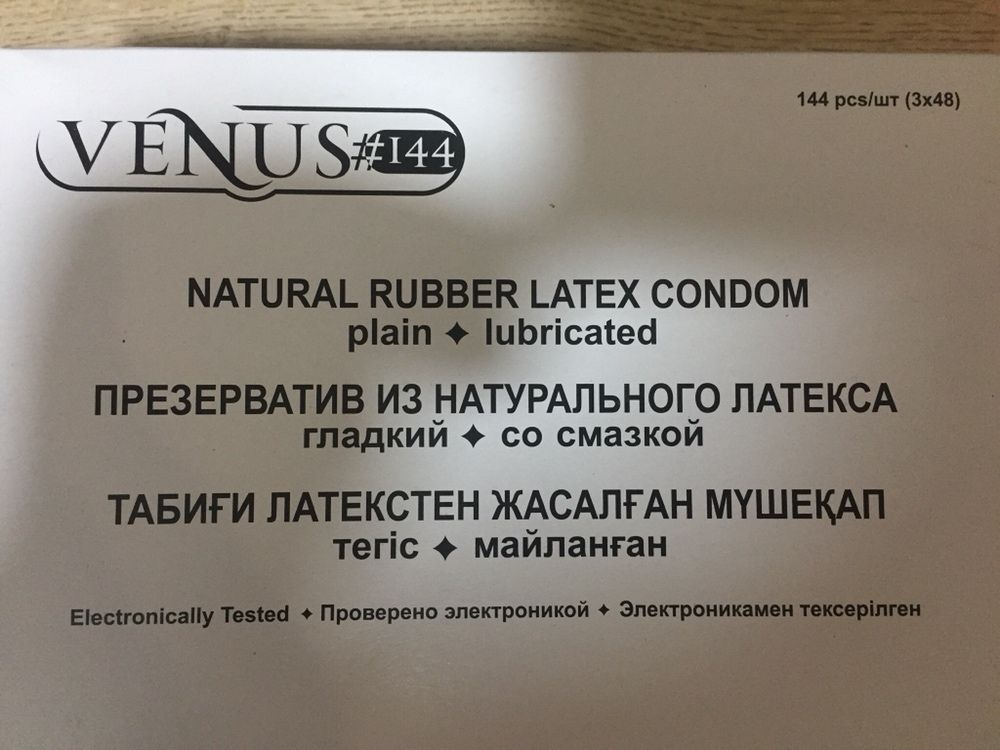 VENUS #144
144 pcs/шт (3x48)
NATURAL RUBBER LATEX CONDOM
plain ✦ lubricated
ПРЕЗЕРВАТИВ ИЗ НАТУРАЛЬНОГО ЛАТЕКСА
гладкий ✦ со смазкой
ТАБИҒИ ЛАТЕКСТЕН ЖАСАЛҒАН МҮШЕҚАП
тегіс ✦ майланған
Electronically Tested ✦ Проверено электроникой ✦ Электроникамен тексерілген